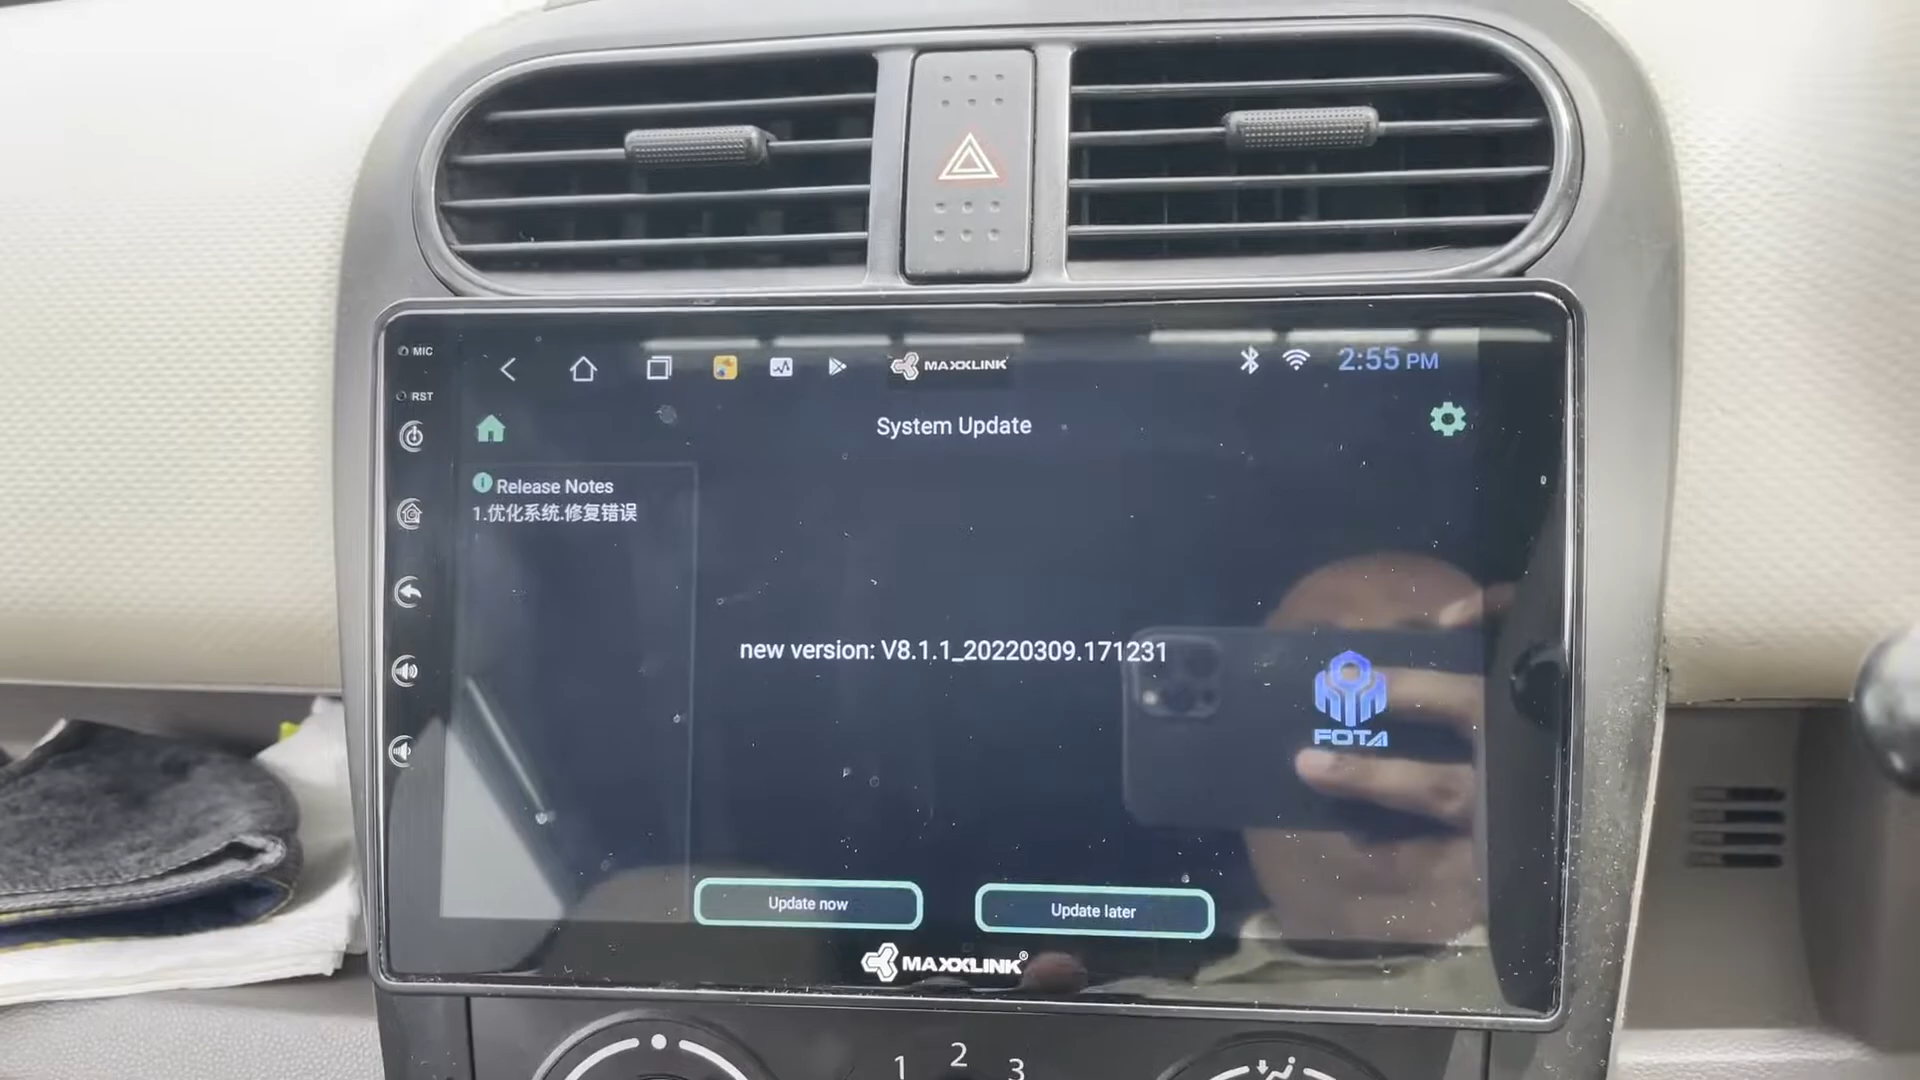 MIC
RST
MAXXLINK
2:55 PM
System Update
Release Notes
1.优化系统.修复错误
new version: V8.1.1_20220309.171231
FOTA
Update now
Update later
MAXXLINK®
1 2 3